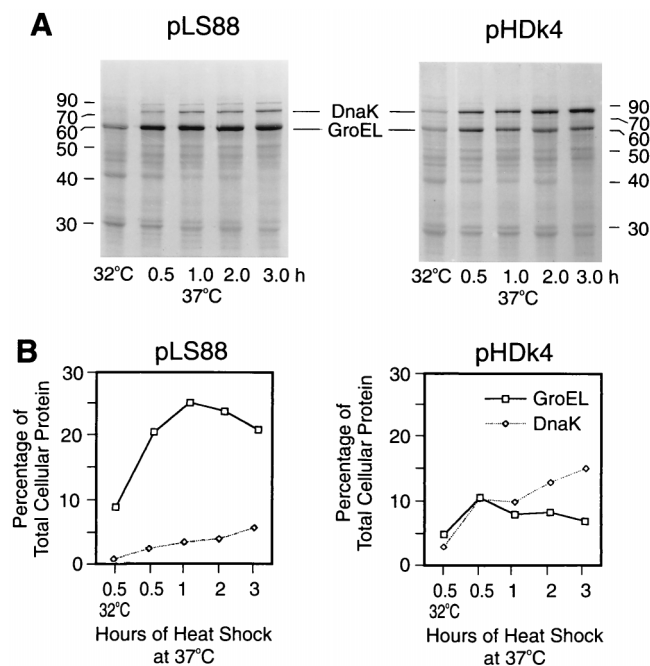 A
pLS88
pHDk4
90
70
60
50
40
30
DnaK
GroEL
90
70
60
50
40
30
32°C 0.5 1.0 2.0 3.0 h
37°C
32°C 0.5 1.0 2.0 3.0 h
37°C
B
pLS88
pHDk4
Percentage of
Total Cellular Protein
30
20
10
0
0.5 0.5 1 2 3
32°C
Hours of Heat Shock
at 37°C
Percentage of
Total Cellular Protein
30
20
10
0
GroEL
DnaK
0.5 0.5 1 2 3
32°C
Hours of Heat Shock
at 37°C